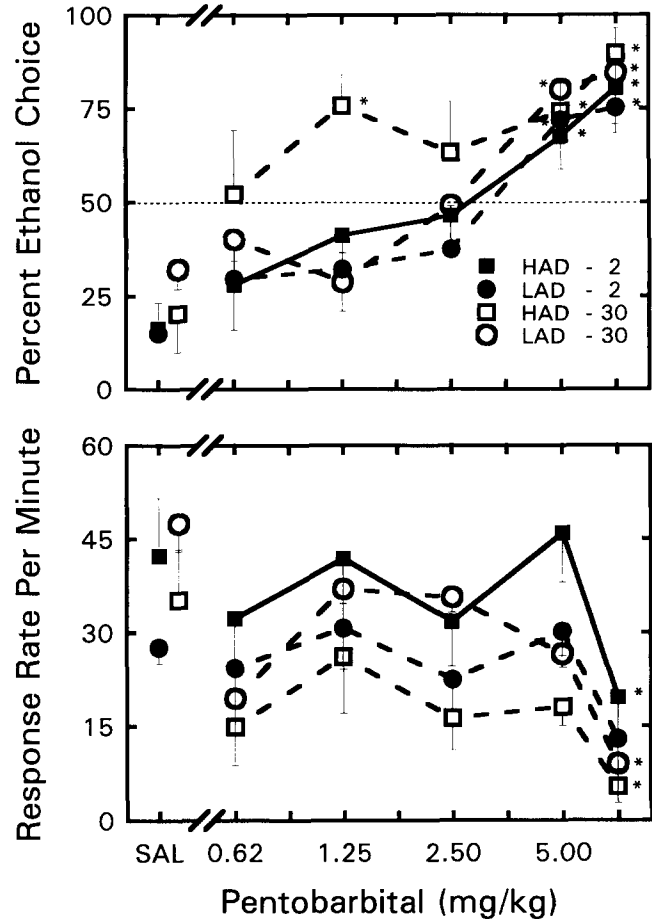 Percent Ethanol Choice
100
75
50
25
0
HAD - 2
LAD - 2
HAD - 30
LAD - 30
* * * * * * * * *
Response Rate Per Minute
60
45
30
15
0
* * *
SAL 0.62 1.25 2.50 5.00
Pentobarbital (mg/kg)